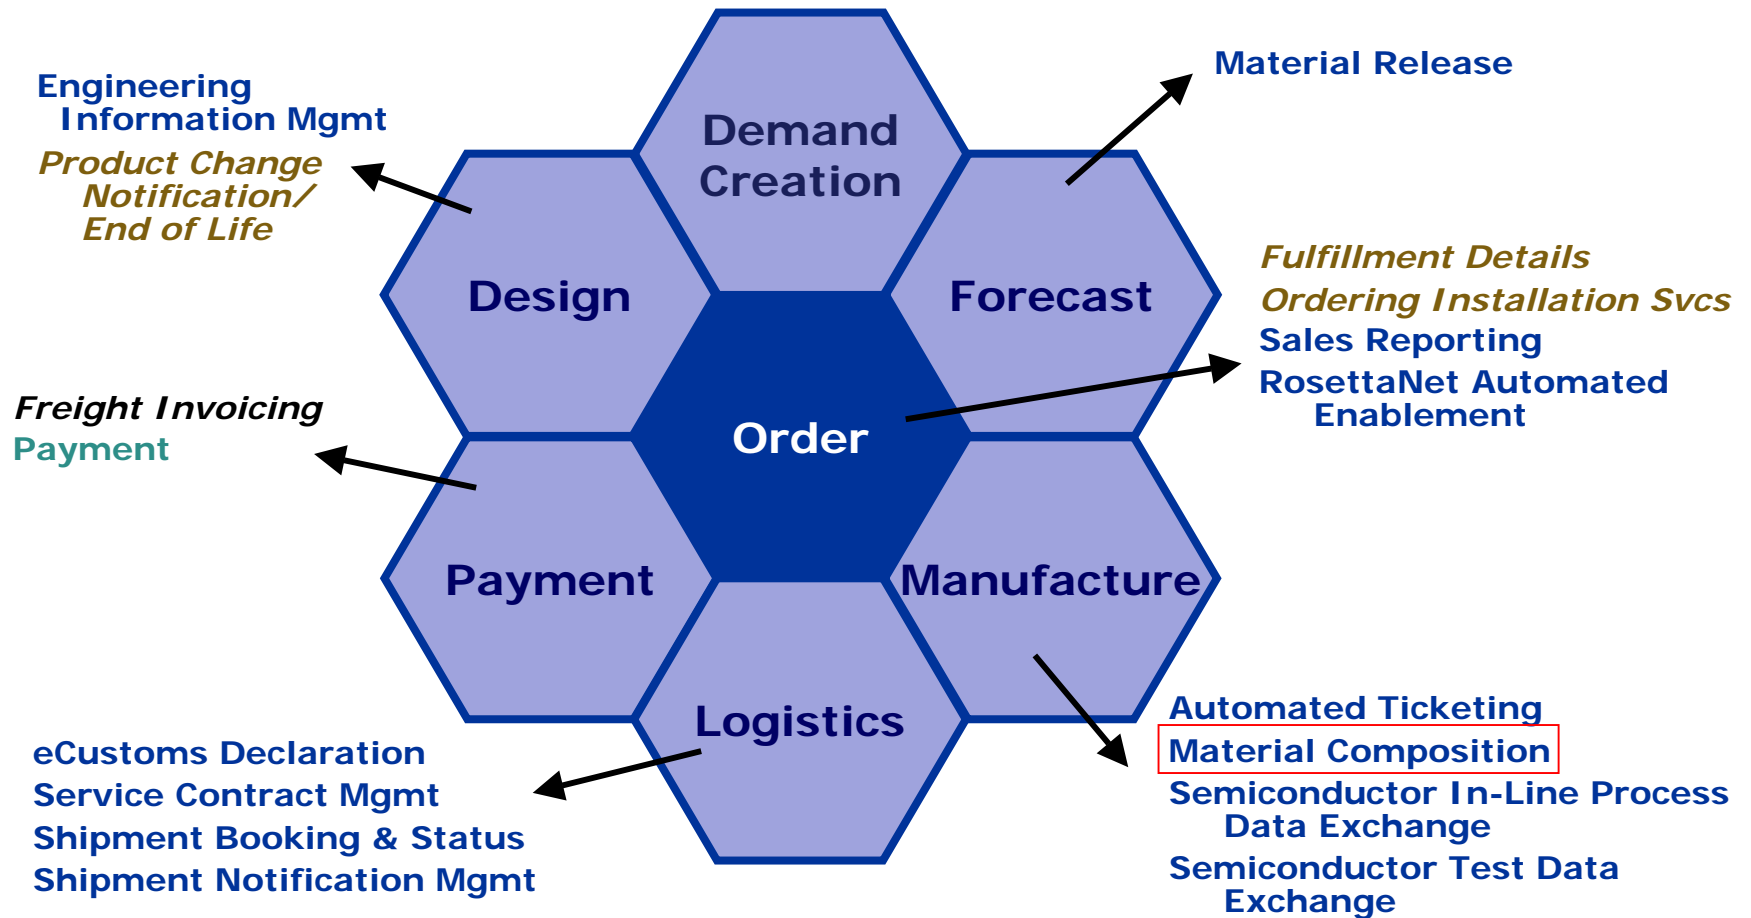 Engineering
Information Mgmt
Product Change
Notification/
End of Life
Demand
Creation
Material Release
Design
Forecast
Fulfillment Details
Ordering Installation Svcs
Sales Reporting
RosettaNet Automated
Enablement
Freight Invoicing
Payment
Order
Payment
Manufacture
Logistics
eCustoms Declaration
Service Contract Mgmt
Shipment Booking & Status
Shipment Notification Mgmt
Automated Ticketing
Material Composition
Semiconductor In-Line Process
Data Exchange
Semiconductor Test Data
Exchange